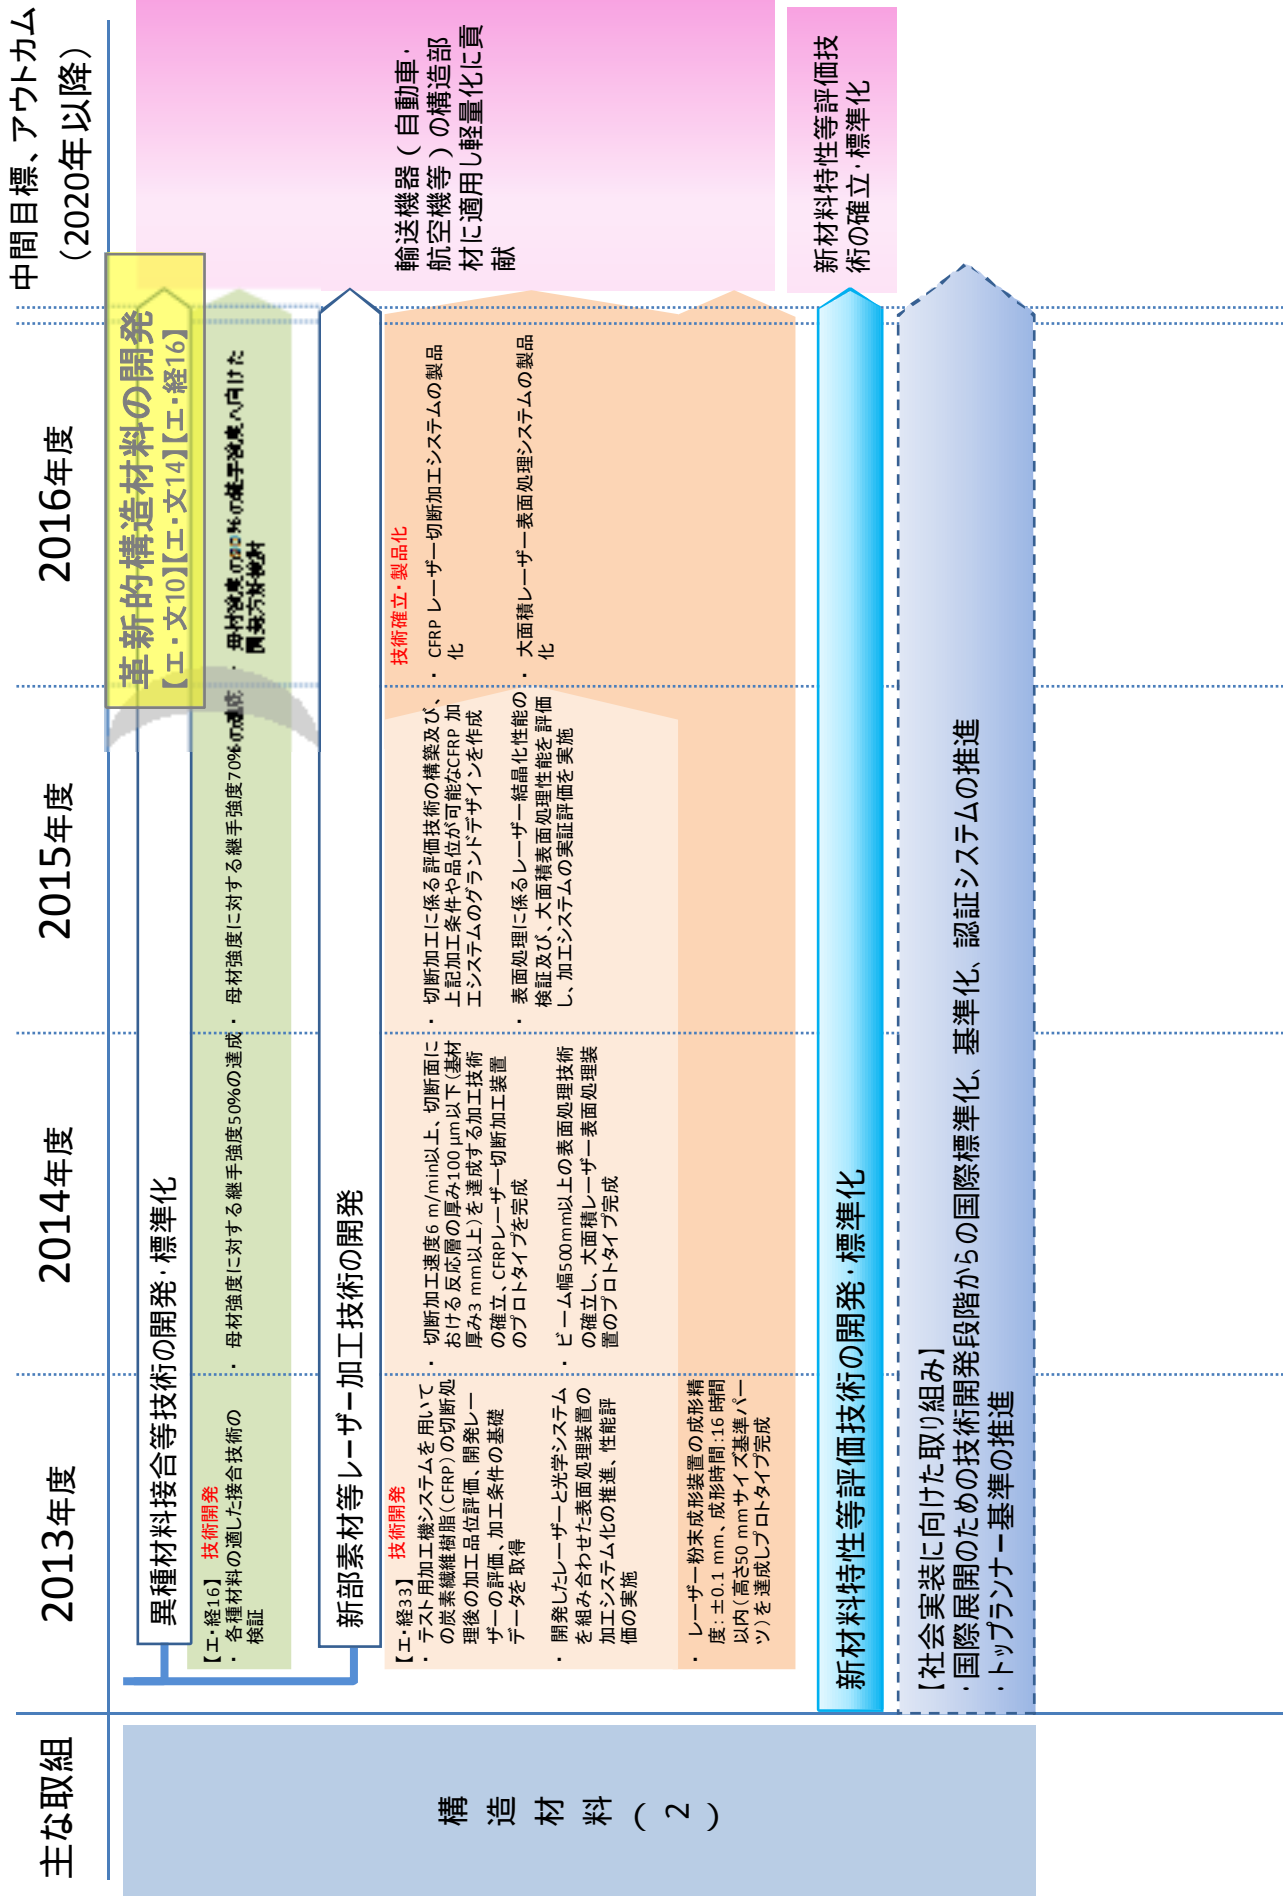 主な取組
2013年度
2014年度
2015年度
2016年度
中間目標、アウトカム
（2020年以降）
構造材料（2）
革新的構造材料の開発
【エ・文10】【エ・文14】【エ・経16】
異種材料接合等技術の開発・標準化
【エ・経16】 技術開発
・ 各種材料の適した接合技術の
検証
・ 母材強度に対する継手強度50%の達成
・ 母材強度に対する継手強度70%の達成
新部素材等レーザー加工技術の開発
【エ・経33】 技術開発
・ テスト用加工機システムを用いて
の炭素繊維樹脂（CFRP）の切断処
理後の加工品位評価、開発レー
ザーの評価、加工条件の基礎
データを取得
・ 開発したレーザーと光学システム
を組み合わせた表面処理装置の
加工システム化の推進、性能評
価の実施
・ レーザー粉末成形装置の成形精
度：±0.1 mm、成形時間：16 時間
以内（高さ50 mmサイズ基準パー
ツ）を達成しプロトタイプ完成
・ 切断加工速度6 m/min以上、切断面に
おける反応層の厚み100 μm以下（基材
厚み3 mm以上）を達成する加工技術
の確立、CFRPレーザー切断加工装置
のプロトタイプを完成
・ ビーム幅500mm以上の表面処理技術
の確立し、大面積レーザー表面処理装
置のプロトタイプ完成
・ 切断加工に係る評価技術の構築及び、
上記加工条件や品位が可能なCFRP 加
工システムのグランドデザインを作成
・ 表面処理に係るレーザー結晶化性能の
検証及び、大面積表面処理性能を評価
し、加工システムの実証評価を実施
技術確立・製品化
・ CFRP レーザー切断加工システムの製品
化
・ 大面積レーザー表面処理システムの製品
化
輸送機器（自動車・
航空機等）の構造部
材に適用し軽量化に貢
献
新材料特性等評価技術の開発・標準化
新材料特性等評価技
術の確立・標準化
【社会実装に向けた取り組み】
・国際展開のための技術開発段階からの国際標準化、基準化、認証システムの推進
・トップランナー基準の推進